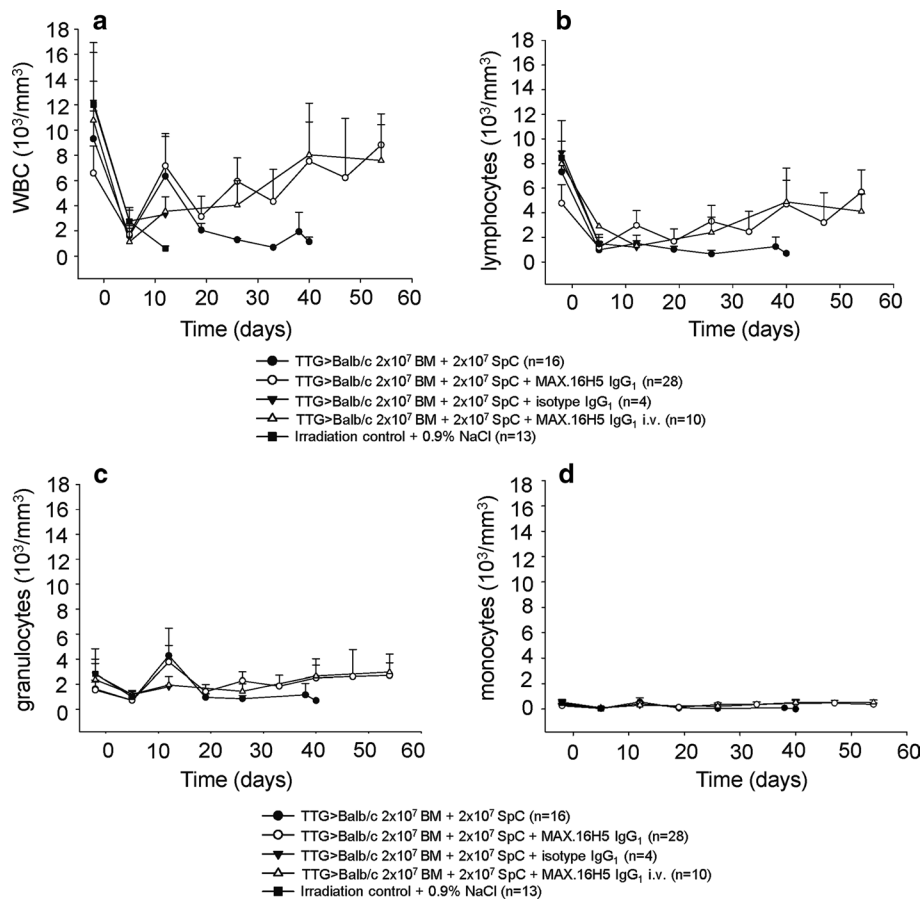 a
WBC (10³/mm³)
18
16
14
12
10
8
6
4
2
0
0 10 20 30 40 50 60
Time (days)
b
lymphocytes (10³/mm³)
18
16
14
12
10
8
6
4
2
0
0 10 20 30 40 50 60
Time (days)
TTG>Balb/c 2x10⁷ BM + 2x10⁷ SpC (n=16)
TTG>Balb/c 2x10⁷ BM + 2x10⁷ SpC + MAX.16H5 IgG₁ (n=28)
TTG>Balb/c 2x10⁷ BM + 2x10⁷ SpC + isotype IgG₁ (n=4)
TTG>Balb/c 2x10⁷ BM + 2x10⁷ SpC + MAX.16H5 IgG₁ i.v. (n=10)
Irradiation control + 0.9% NaCl (n=13)
c
granulocytes (10³/mm³)
18
16
14
12
10
8
6
4
2
0
0 10 20 30 40 50 60
Time (days)
d
monocytes (10³/mm³)
18
16
14
12
10
8
6
4
2
0
0 10 20 30 40 50 60
Time (days)
TTG>Balb/c 2x10⁷ BM + 2x10⁷ SpC (n=16)
TTG>Balb/c 2x10⁷ BM + 2x10⁷ SpC + MAX.16H5 IgG₁ (n=28)
TTG>Balb/c 2x10⁷ BM + 2x10⁷ SpC + isotype IgG₁ (n=4)
TTG>Balb/c 2x10⁷ BM + 2x10⁷ SpC + MAX.16H5 IgG₁ i.v. (n=10)
Irradiation control + 0.9% NaCl (n=13)